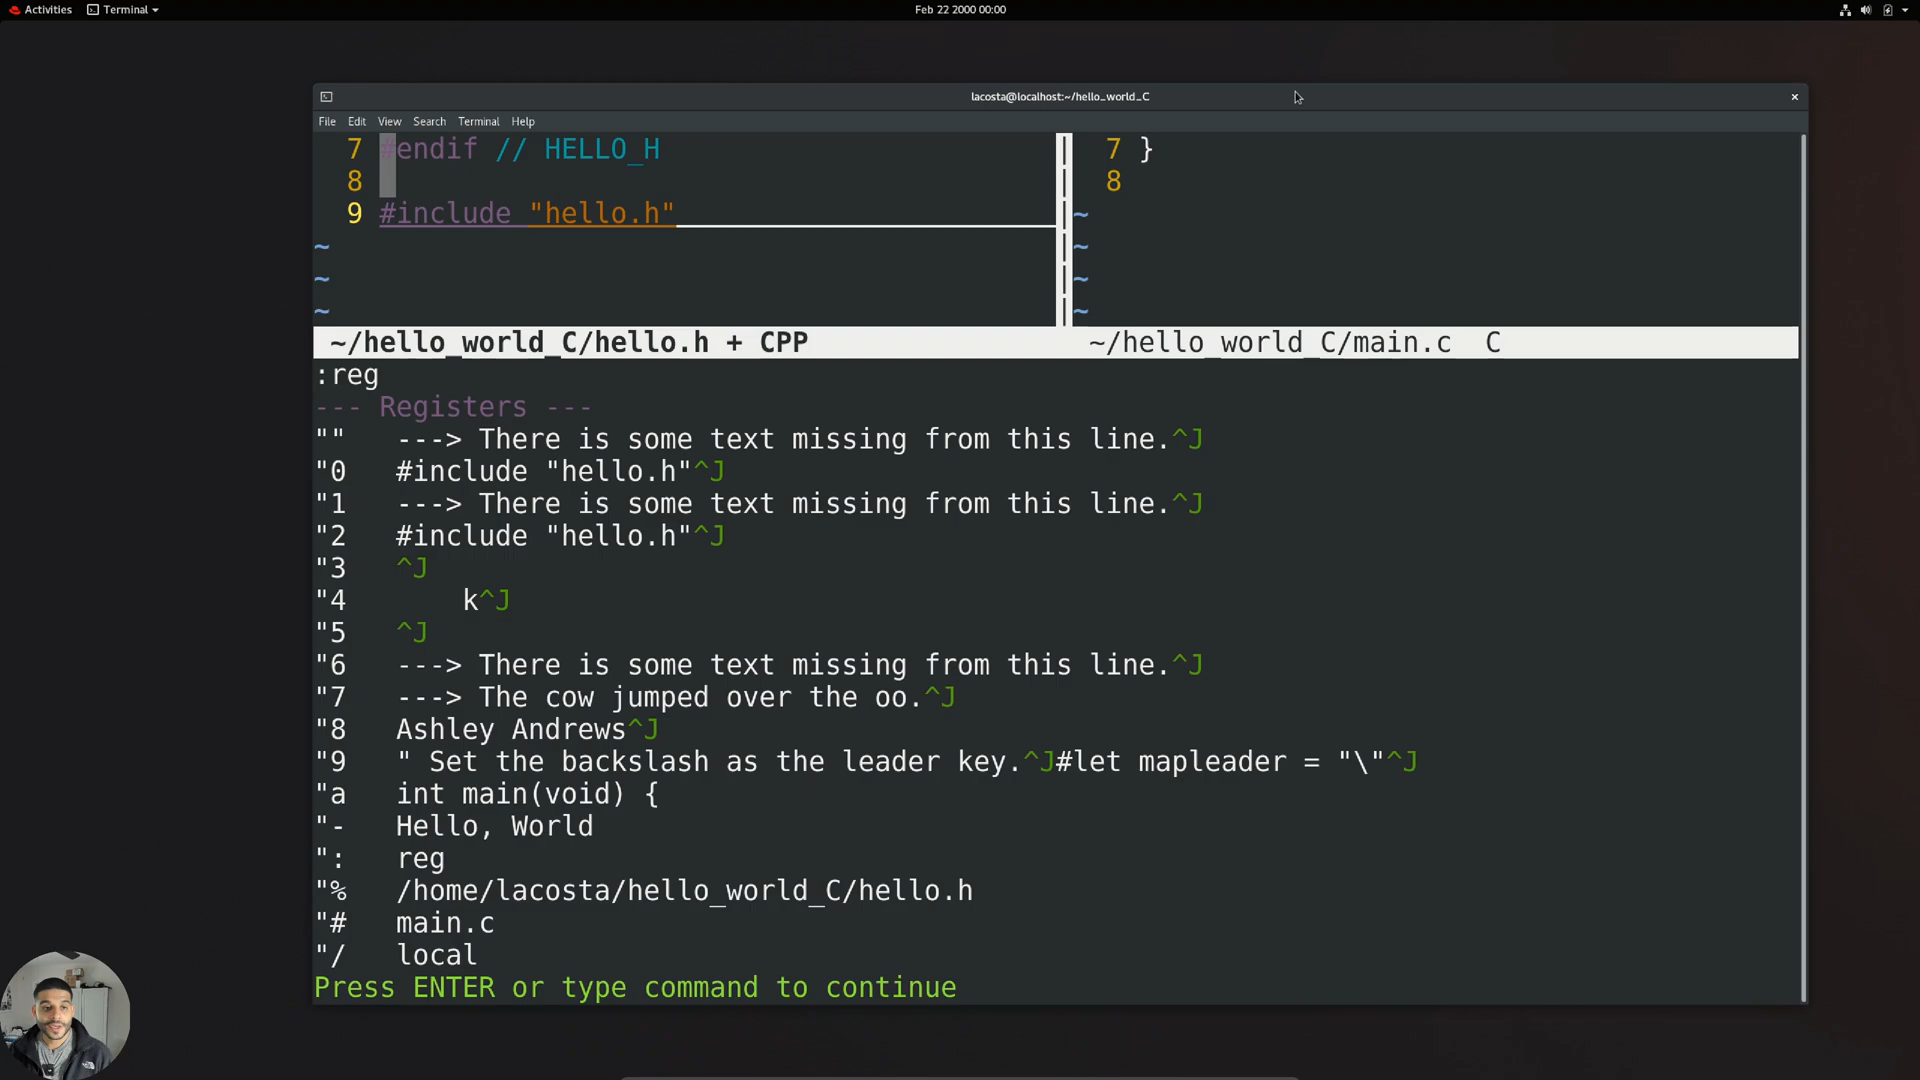 Activities Terminal Feb 22 2000 00:00
lacosta@localhost:~/hello_world_C
File Edit View Search Terminal Help
7 #endif // HELLO_H
8
9 #include "hello.h"
~
~
~
7 }
8
~
~
~
~
~/hello_world_C/hello.h + CPP ~/hello_world_C/main.c C
:reg
--- Registers ---
"" ---> There is some text missing from this line.^J
"0 #include "hello.h"^J
"1 ---> There is some text missing from this line.^J
"2 #include "hello.h"^J
"3 ^J
"4 k^J
"5 ^J
"6 ---> There is some text missing from this line.^J
"7 ---> The cow jumped over the oo.^J
"8 Ashley Andrews^J
"9 " Set the backslash as the leader key.^J#let mapleader = "\"^J
"a int main(void) {
"- Hello, World
": reg
"% /home/lacosta/hello_world_C/hello.h
"# main.c
"/ local
Press ENTER or type command to continue